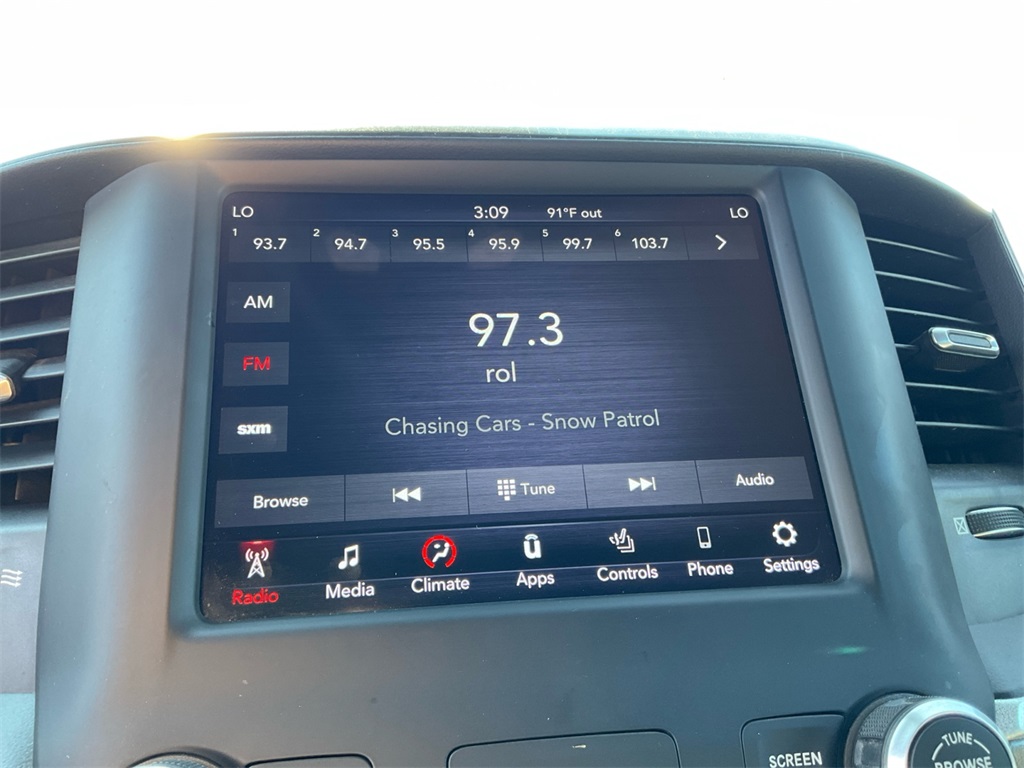 LO 3:09 91°F out LO
1 93.7 2 94.7 3 95.5 4 95.9 5 99.7 6 103.7
AM
97.3
FM
rol
sxm
Chasing Cars - Snow Patrol
Browse Tune Audio
Radio Media Climate Apps Controls Phone Settings
SCREEN
TUNE
BROWSE